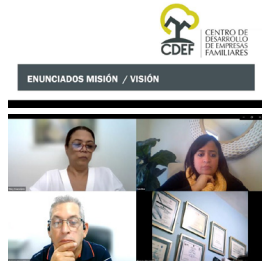 CDEF
CENTRO DE
DESARROLLO
DE EMPRESAS
FAMILIARES
ENUNCIADOS MISIÓN / VISIÓN